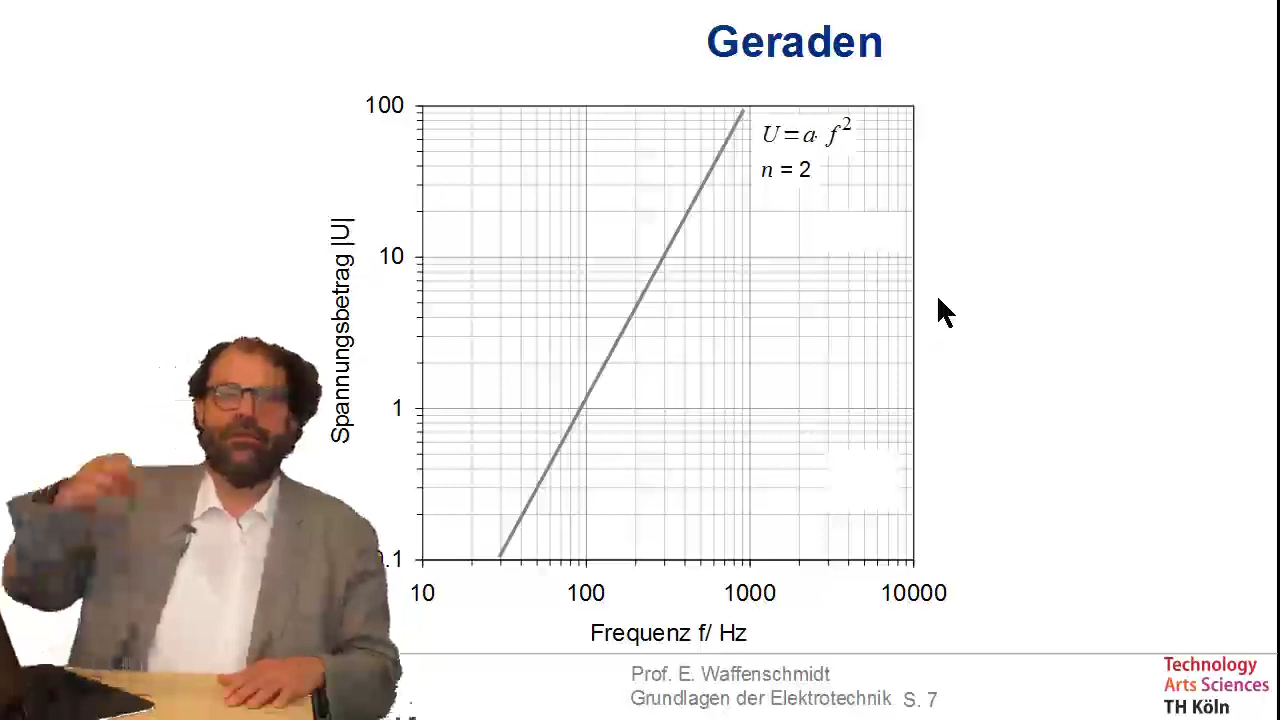 Geraden
100
10
1
.1
Spannungsbetrag |U|
U=a· f²
n = 2
10
100
1000
10000
Frequenz f/ Hz
Prof. E. Waffenschmidt
Grundlagen der Elektrotechnik S. 7
Technology
Arts Sciences
TH Köln